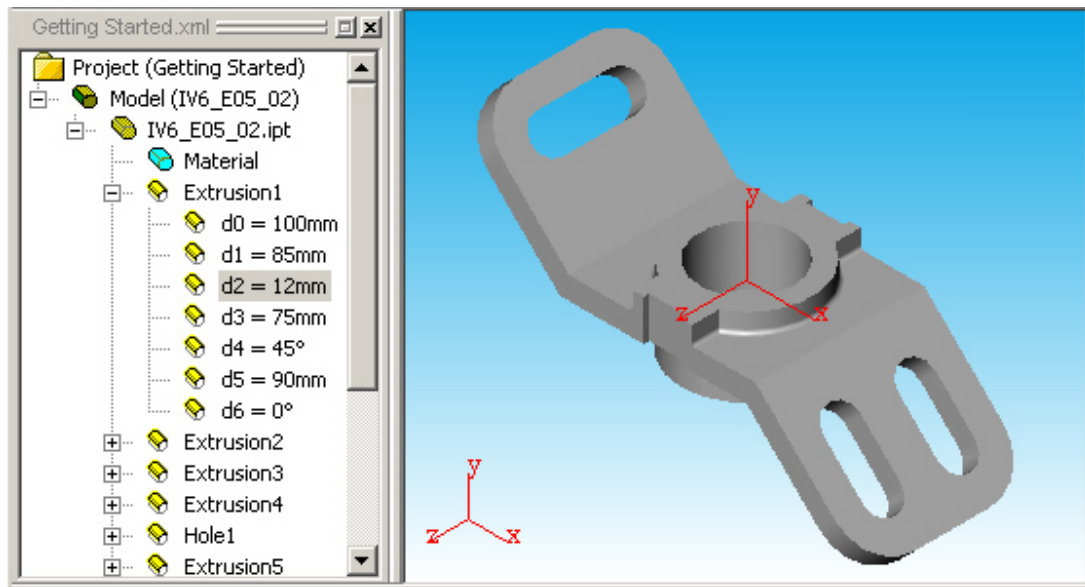 Getting Started.xml
Project (Getting Started)
Model (IV6_E05_02)
IV6_E05_02.ipt
Material
Extrusion1
d0 = 100mm
d1 = 85mm
d2 = 12mm
d3 = 75mm
d4 = 45°
d5 = 90mm
d6 = 0°
Extrusion2
Extrusion3
Extrusion4
Hole1
Extrusion5
y
z
x
y
z
x